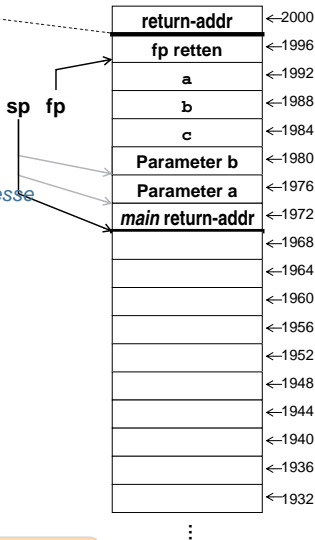 return-addr ←2000
fp retten ←1996
a ←1992
b ←1988
sp fp
c ←1984
Parameter b ←1980
Parameter a ←1976
esse
main return-addr ←1972
←1968
←1964
←1960
←1956
←1952
←1948
←1944
←1940
←1936
←1932
⋮